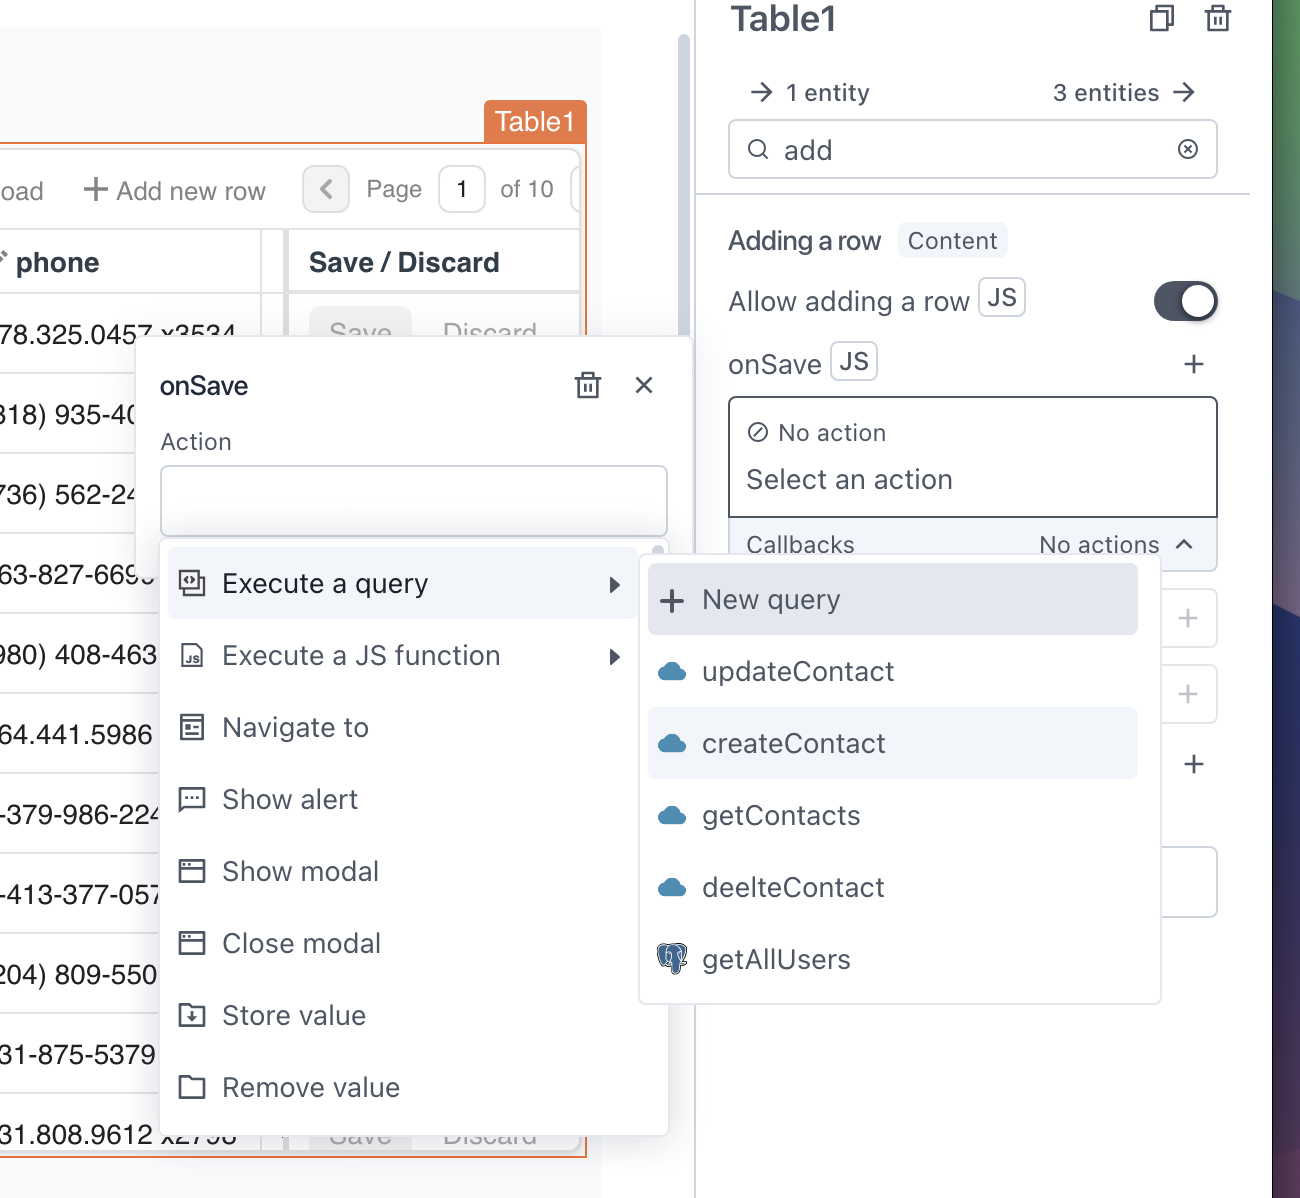 Table1
1 entity
3 entities
add
Table1
oad
Add new row
Page
1
of 10
Adding a row
Content
phone
Save / Discard
Allow adding a row
JS
78.325.0457 x3534
Save
Discard
onSave
JS
onSave
318) 935-40
Action
No action
Select an action
736) 562-24
Callbacks
No actions
63-827-669
Execute a query
New query
980) 408-463
Execute a JS function
updateContact
64.441.5986
Navigate to
createContact
-379-986-224
Show alert
getContacts
-413-377-057
Show modal
deelteContact
204) 809-550
Close modal
getAllUsers
Store value
31-875-5379
Remove value
31.808.9612 x2798
Save
Discard